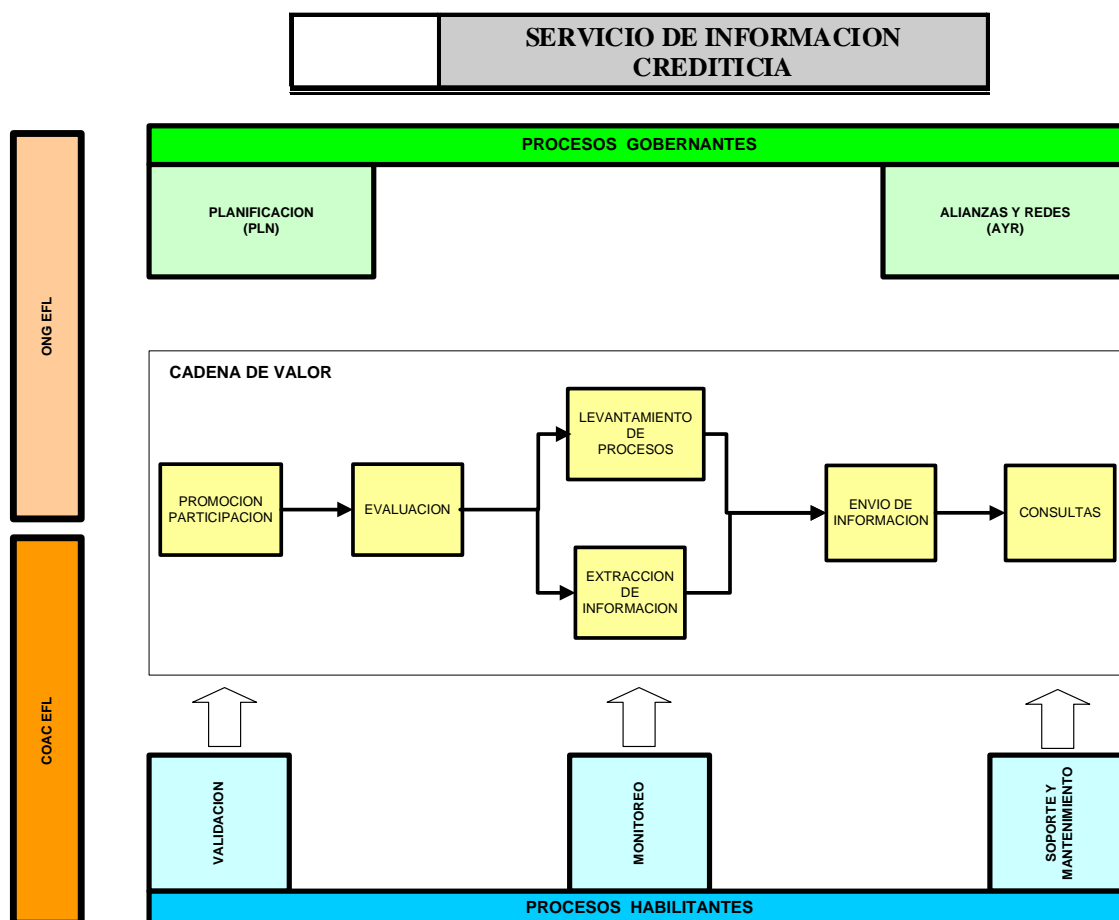 SERVICIO DE INFORMACION
CREDITICIA
PROCESOS GOBERNANTES
PLANIFICACION
(PLN)
ALIANZAS Y REDES
(AYR)
ONG EFL
CADENA DE VALOR
PROMOCION
PARTICIPACION
EVALUACION
LEVANTAMIENTO
DE
PROCESOS
EXTRACCION
DE
INFORMACION
ENVIO DE
INFORMACION
CONSULTAS
COAC EFL
VALIDACION
MONITOREO
SOPORTE Y
MANTENIMIENTO
PROCESOS HABILITANTES